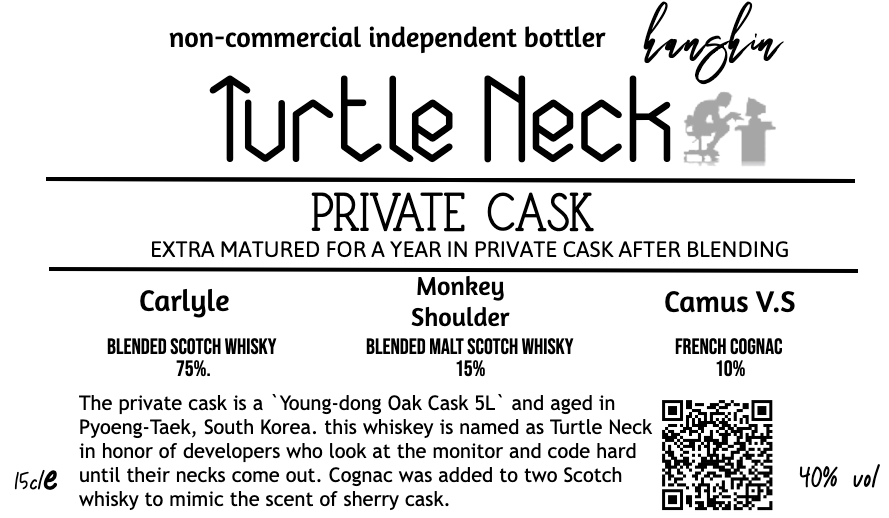 non-commercial independent bottler
hanshin
Turtle Neck
PRIVATE CASK
EXTRA MATURED FOR A YEAR IN PRIVATE CASK AFTER BLENDING
Carlyle
BLENDED SCOTCH WHISKY
75%.
Monkey
Shoulder
BLENDED MALT SCOTCH WHISKY
15%
Camus V.S
FRENCH COGNAC
10%
The private cask is a `Young-dong Oak Cask 5L` and aged in
Pyoeng-Taek, South Korea. this whiskey is named as Turtle Neck
in honor of developers who look at the monitor and code hard
until their necks come out. Cognac was added to two Scotch
whisky to mimic the scent of sherry cask.
15cl e
40% vol